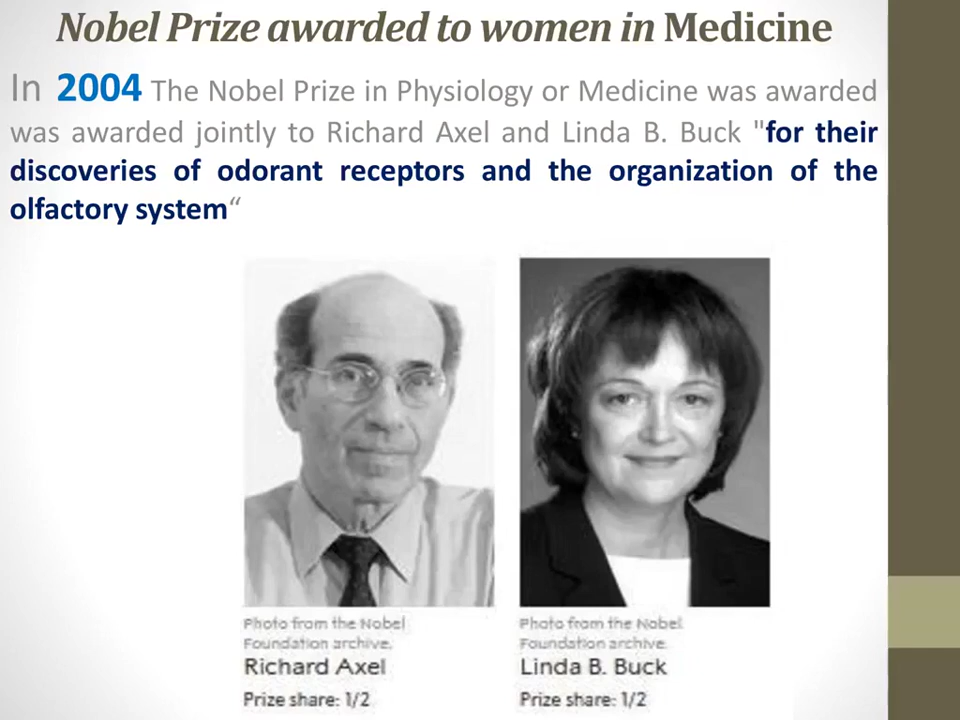 Nobel Prize awarded to women in Medicine
In 2004 The Nobel Prize in Physiology or Medicine was awarded
was awarded jointly to Richard Axel and Linda B. Buck "for their
discoveries of odorant receptors and the organization of the
olfactory system“
Photo from the Nobel
Foundation archive.
Richard Axel
Prize share: 1/2
Photo from the Nobel
Foundation archive.
Linda B. Buck
Prize share: 1/2